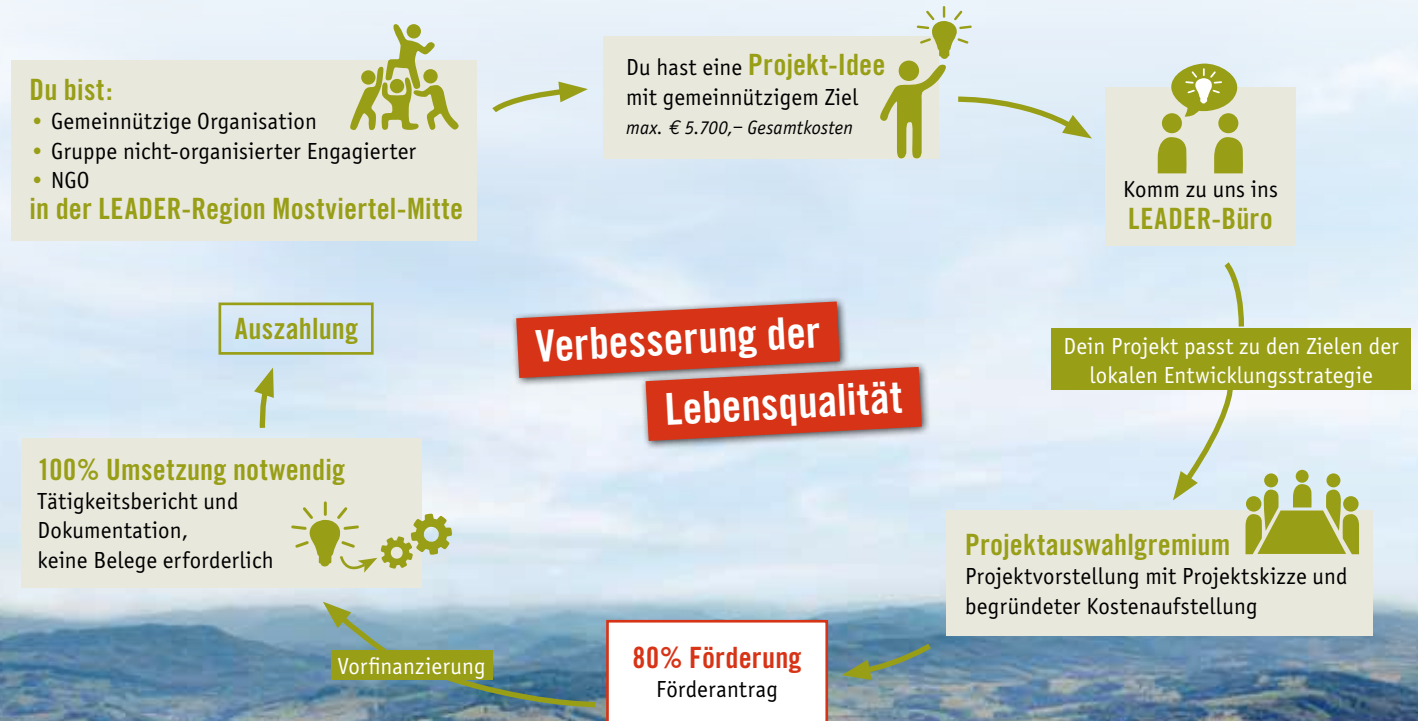 Du bist:
• Gemeinnützige Organisation
• Gruppe nicht-organisierter Engagierter
• NGO
in der LEADER-Region Mostviertel-Mitte
Du hast eine Projekt-Idee
mit gemeinnützigem Ziel
max. € 5.700,– Gesamtkosten
Komm zu uns ins
LEADER-Büro
Dein Projekt passt zu den Zielen der
lokalen Entwicklungsstrategie
Projektauswahlgremium
Projektvorstellung mit Projektskizze und
begründeter Kostenaufstellung
80% Förderung
Förderantrag
Vorfinanzierung
100% Umsetzung notwendig
Tätigkeitsbericht und
Dokumentation,
keine Belege erforderlich
Auszahlung
Verbesserung der
Lebensqualität